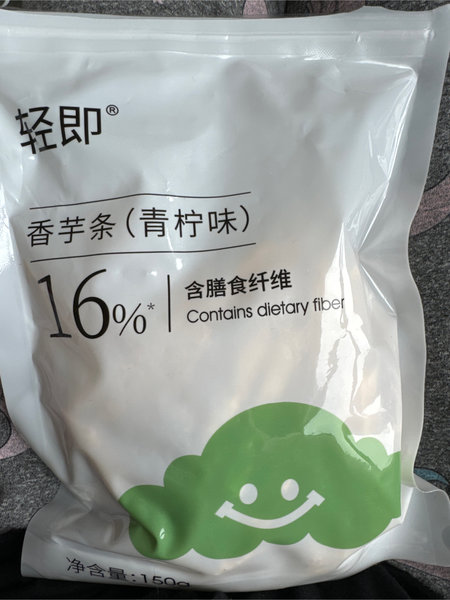 轻即®
香芋条(青柠味)
16%*
含膳食纤维
Contains dietary fiber
净含量:150g